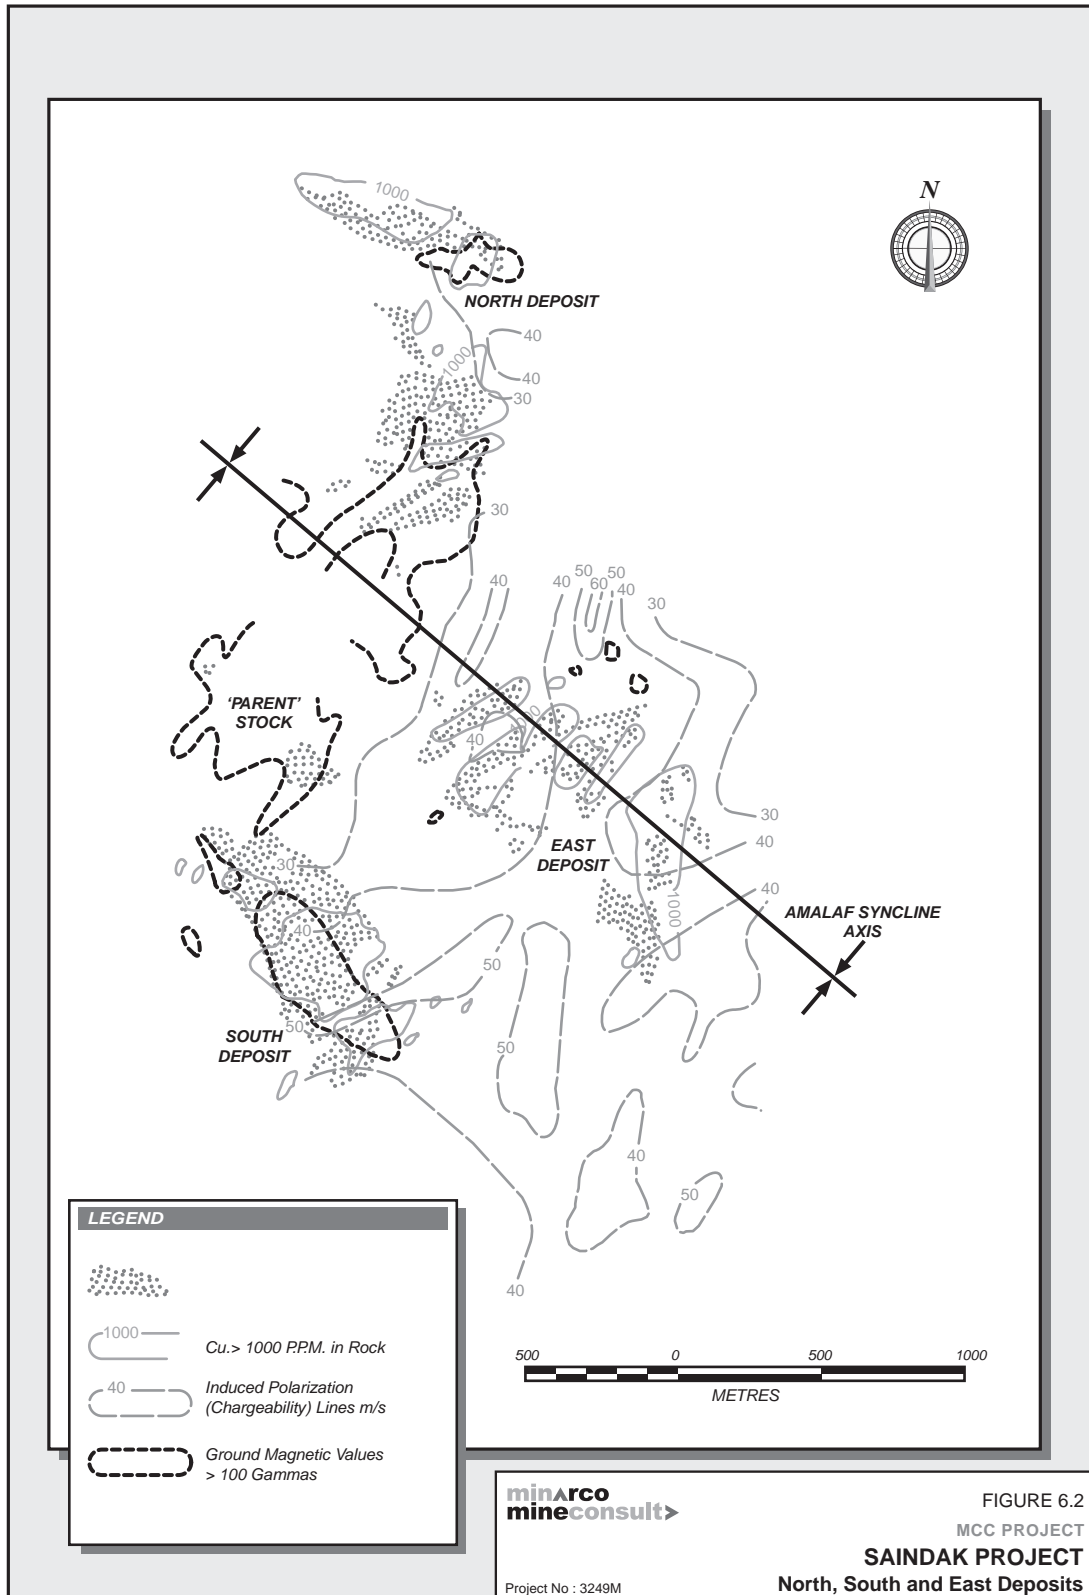 N
1000
NORTH DEPOSIT
40
1000
40
30
30
40
40
50
60
50
40
30
'PARENT'
STOCK
1000
40
30
EAST
DEPOSIT
40
30
40
40
1000
AMALAF SYNCLINE
AXIS
50
50
SOUTH
DEPOSIT
50
40
50
40
LEGEND
1000
Cu.> 1000 P.P.M. in Rock
40
Induced Polarization
(Chargeability) Lines m/s
Ground Magnetic Values
> 100 Gammas
500 0 500 1000
METRES
minarco
mineconsult>
FIGURE 6.2
MCC PROJECT
SAINDAK PROJECT
Project No : 3249M
North, South and East Deposits